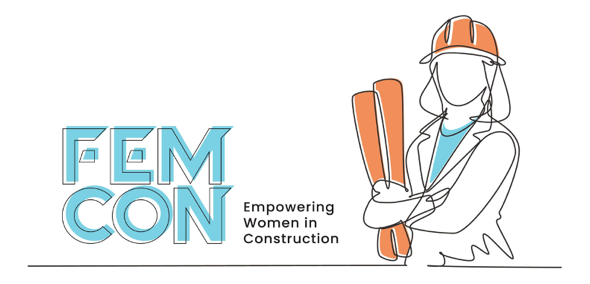 FEM
CON
Empowering
Women in
Construction